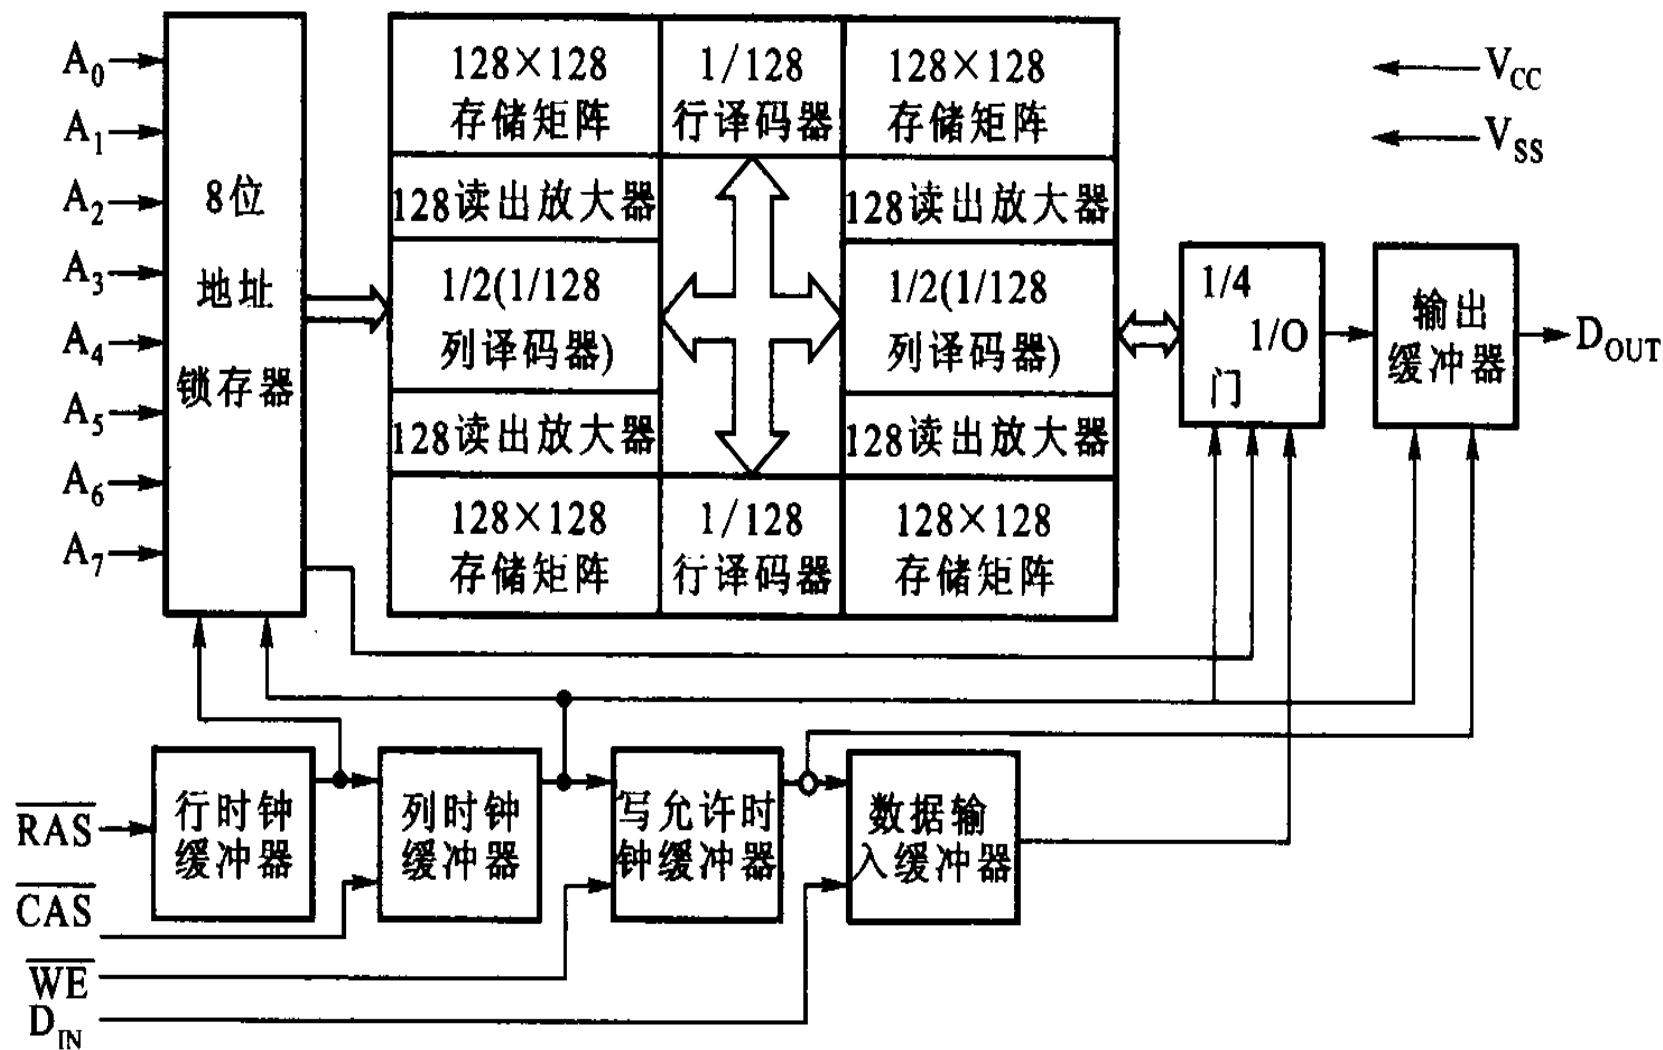 A0
A1
A2
A3
A4
A5
A6
A7
8位
地址
锁存器
128×128
存储矩阵
1/128
行译码器
128×128
存储矩阵
128读出放大器
128读出放大器
1/2(1/128
列译码器)
1/2(1/128
列译码器)
128读出放大器
128读出放大器
128×128
存储矩阵
1/128
行译码器
128×128
存储矩阵
VCC
VSS
1/4
1/O
门
输出
缓冲器
DOUT
RAS
CAS
WE
DIN
行时钟
缓冲器
列时钟
缓冲器
写允许时
钟缓冲器
数据输
入缓冲器